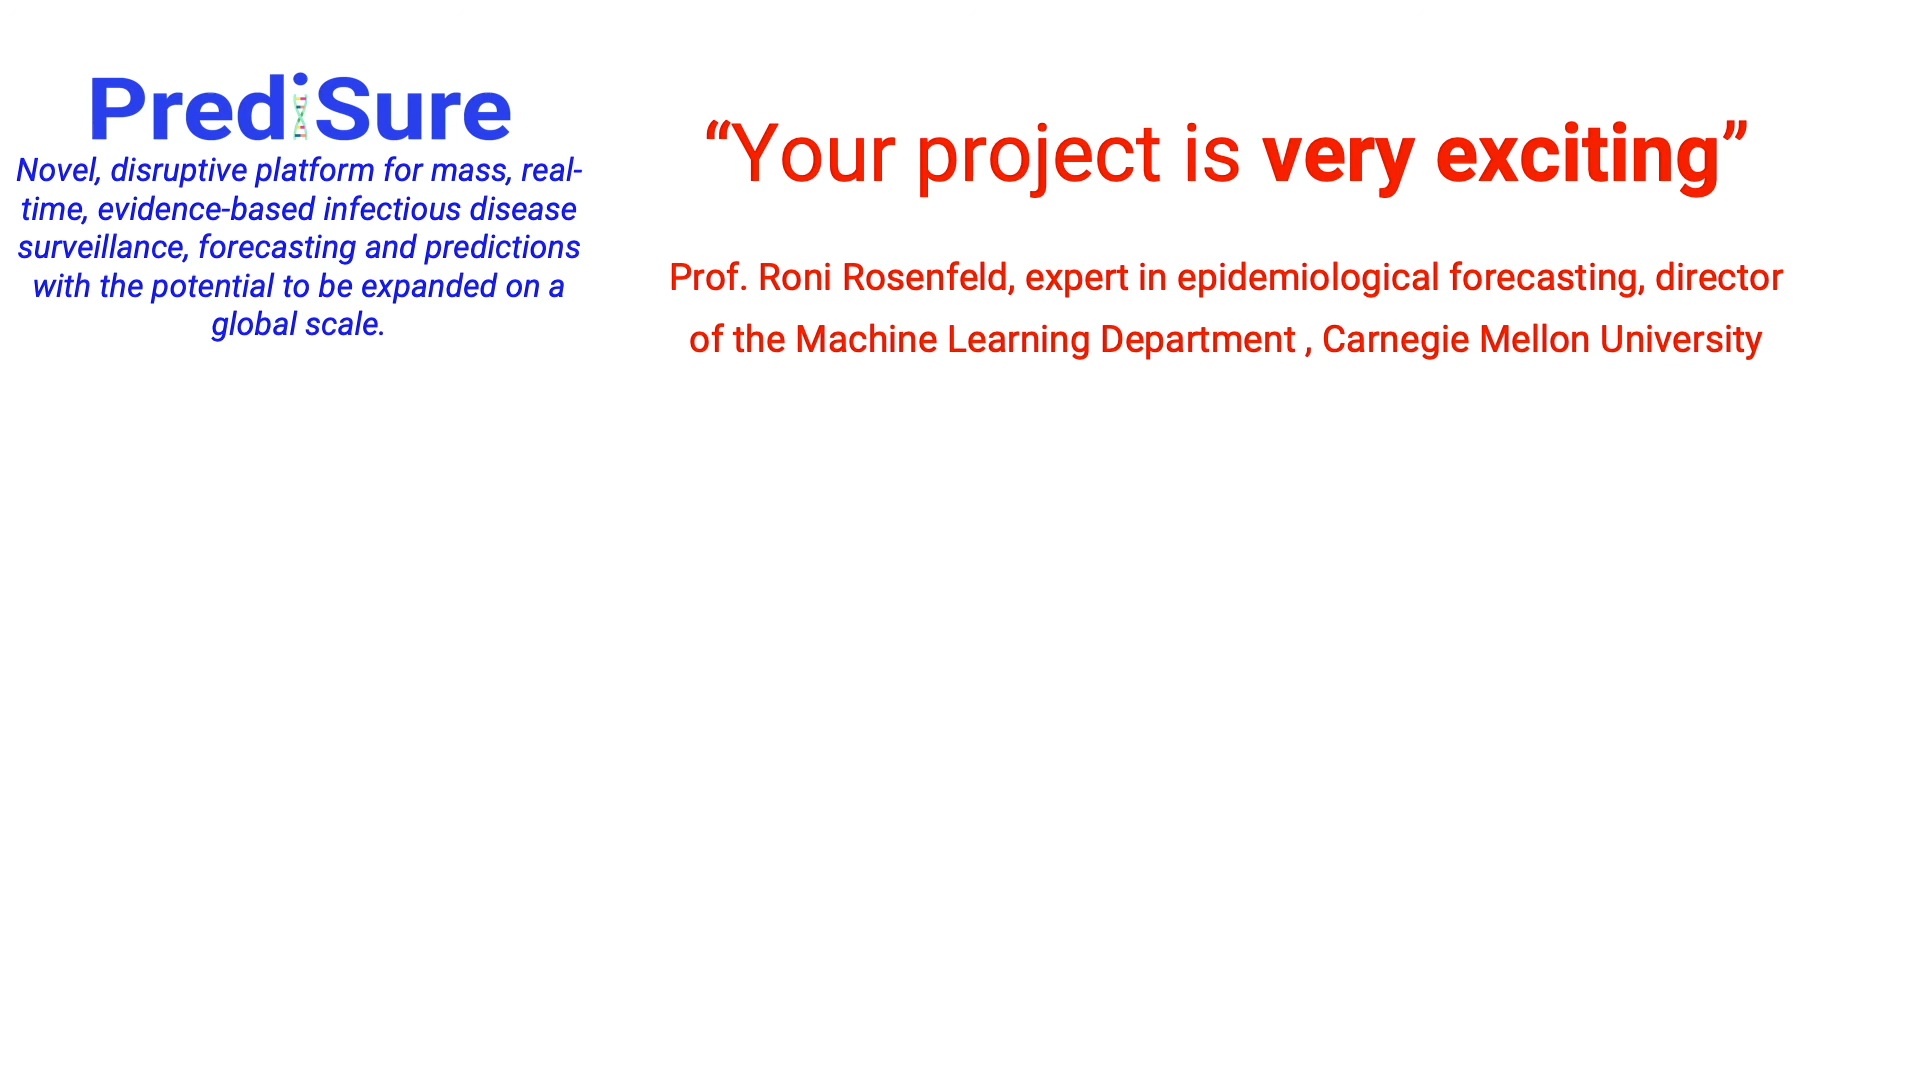 PrediSure
Novel, disruptive platform for mass, real-
time, evidence-based infectious disease
surveillance, forecasting and predictions
with the potential to be expanded on a
global scale.
“Your project is very exciting”
Prof. Roni Rosenfeld, expert in epidemiological forecasting, director
of the Machine Learning Department , Carnegie Mellon University